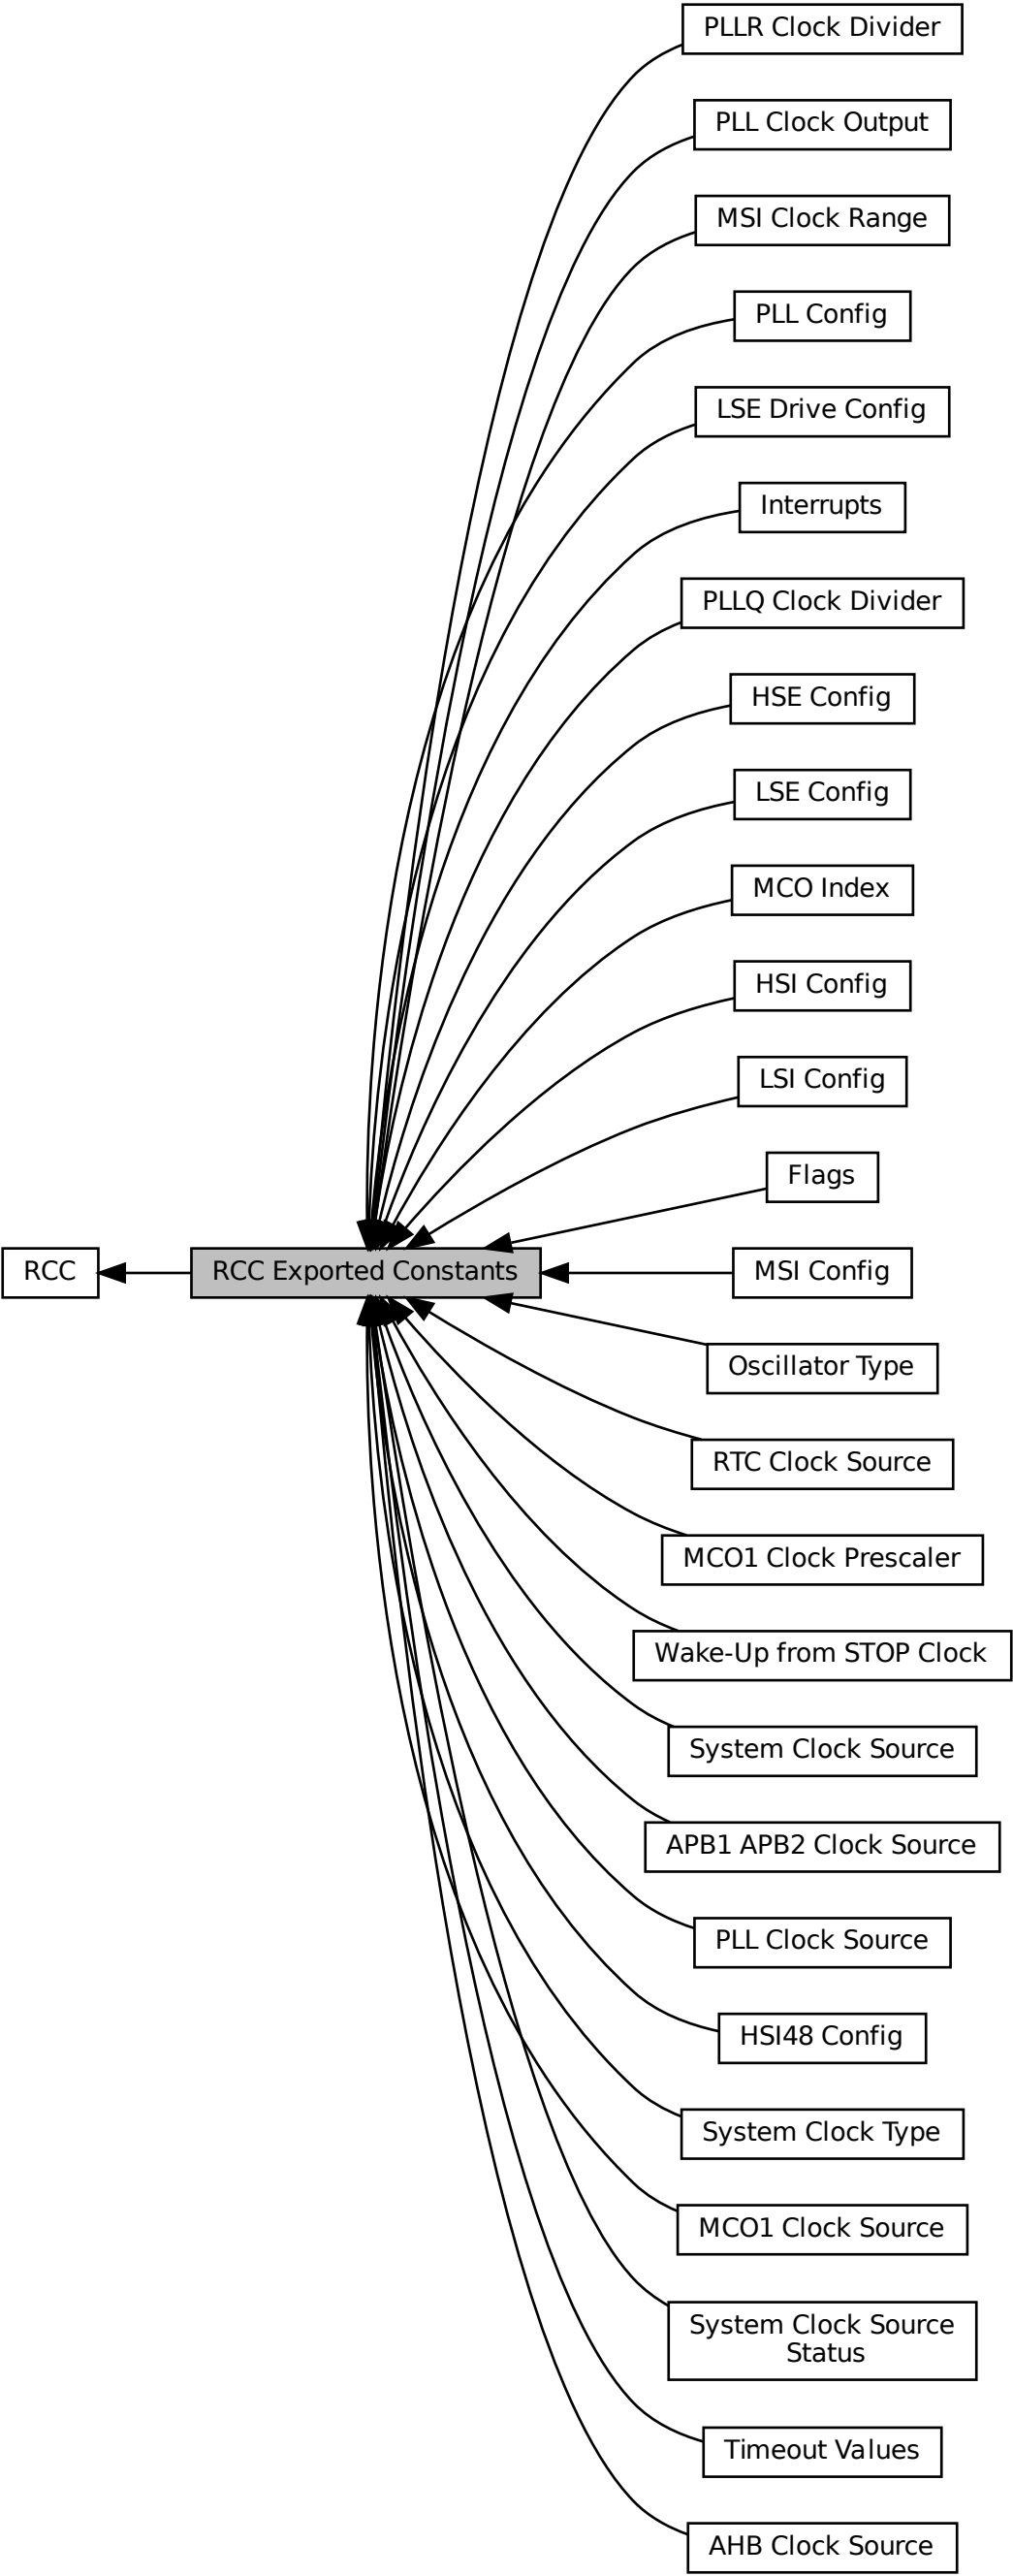 PLLR Clock Divider
PLL Clock Output
MSI Clock Range
PLL Config
LSE Drive Config
Interrupts
PLLQ Clock Divider
HSE Config
LSE Config
MCO Index
HSI Config
LSI Config
Flags
RCC
RCC Exported Constants
MSI Config
Oscillator Type
RTC Clock Source
MCO1 Clock Prescaler
Wake-Up from STOP Clock
System Clock Source
APB1 APB2 Clock Source
PLL Clock Source
HSI48 Config
System Clock Type
MCO1 Clock Source
System Clock Source
Status
Timeout Values
AHB Clock Source